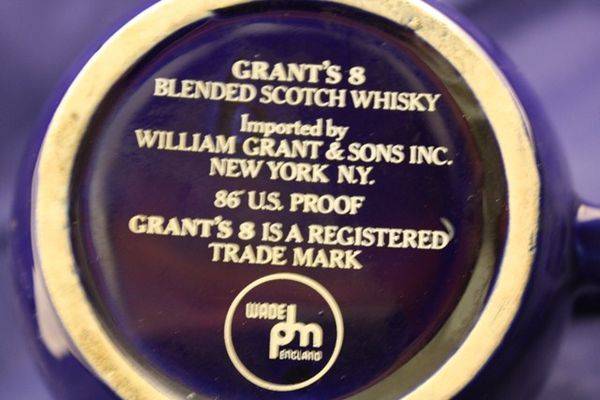 GRANT'S 8
BLENDED SCOTCH WHISKY
Imported by
WILLIAM GRANT & SONS INC.
NEW YORK N.Y.
86 U.S. PROOF
GRANT'S 8 IS A REGISTERED
TRADE MARK
WADE
pdm
ENGLAND